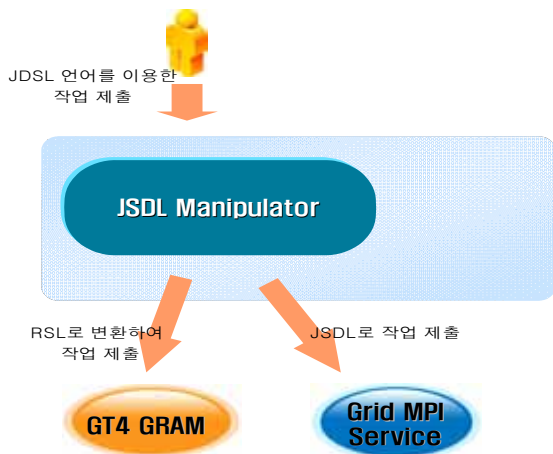 JDSL 언어를 이용한
작업 제출
JSDL Manipulator
RSL로 변환하여
작업 제출
JSDL로 작업 제출
GT4 GRAM
Grid MPI
Service